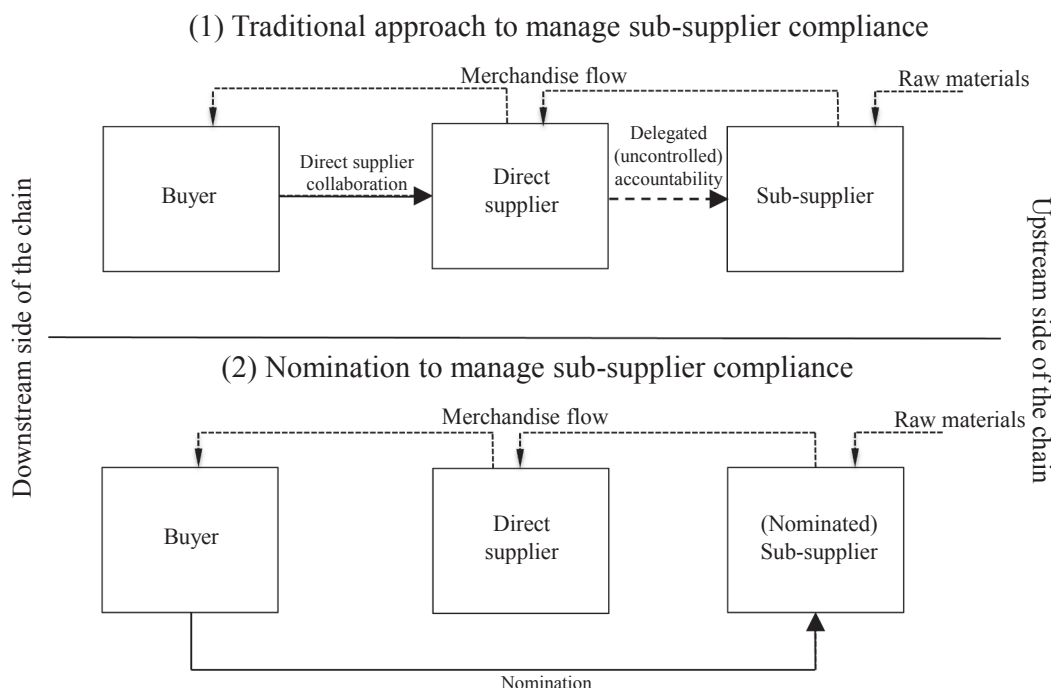 (1) Traditional approach to manage sub-supplier compliance
Merchandise flow
Raw materials
Buyer
Direct supplier
collaboration
Direct
supplier
Delegated
(uncontrolled)
accountability
Sub-supplier
Downstream side of the chain
Upstream side of the chain
(2) Nomination to manage sub-supplier compliance
Merchandise flow
Raw materials
Buyer
Direct
supplier
(Nominated)
Sub-supplier
Nomination